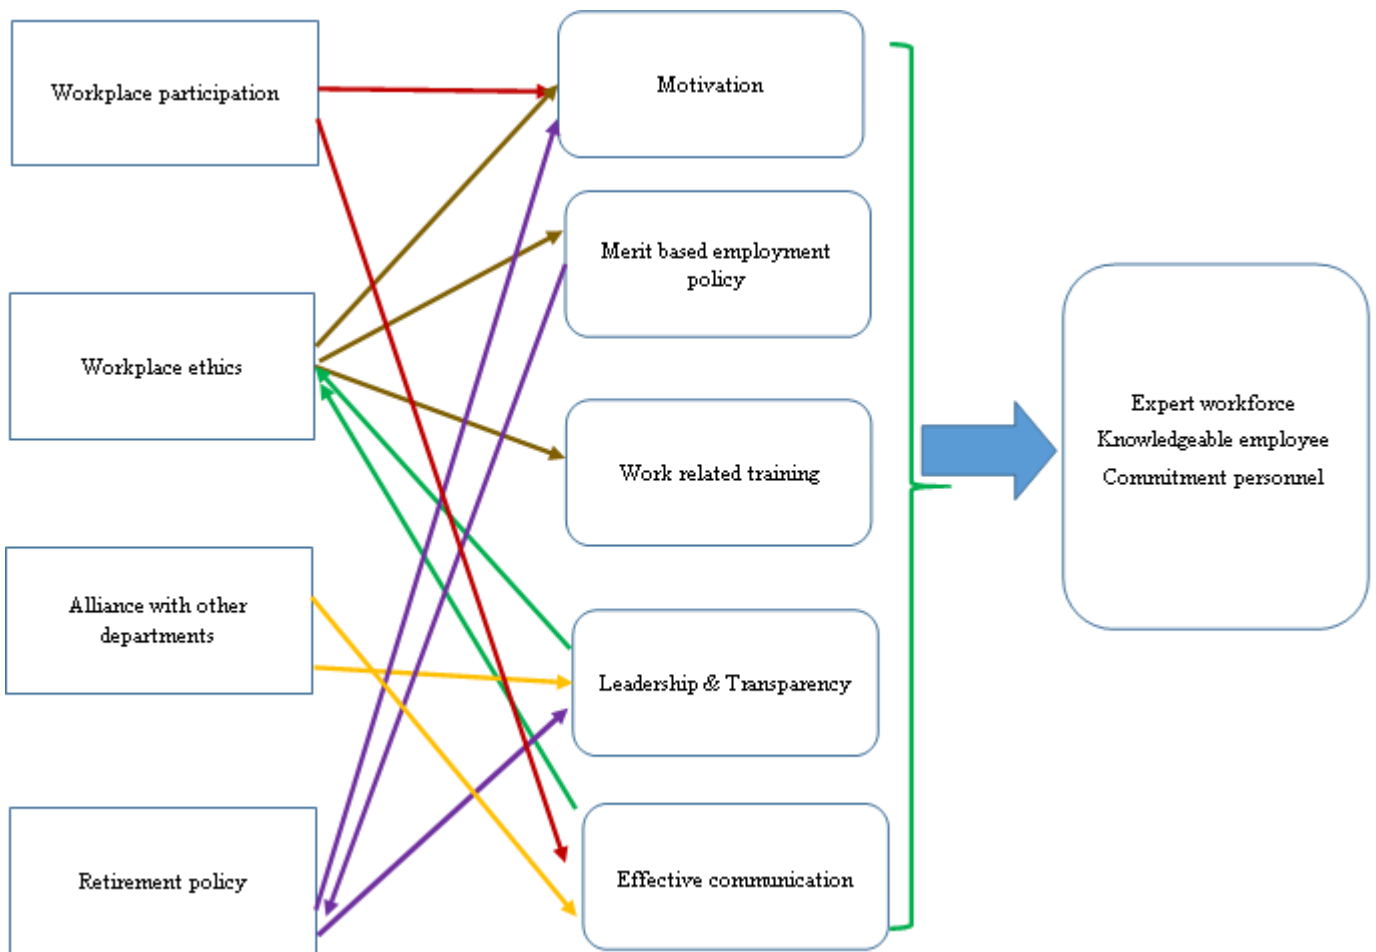 Workplace participation
Workplace ethics
Alliance with other
departments
Retirement policy
Motivation
Merit based employment
policy
Work related training
Leadership & Transparency
Effective communication
Expert workforce
Knowledgeable employee
Commitment personnel